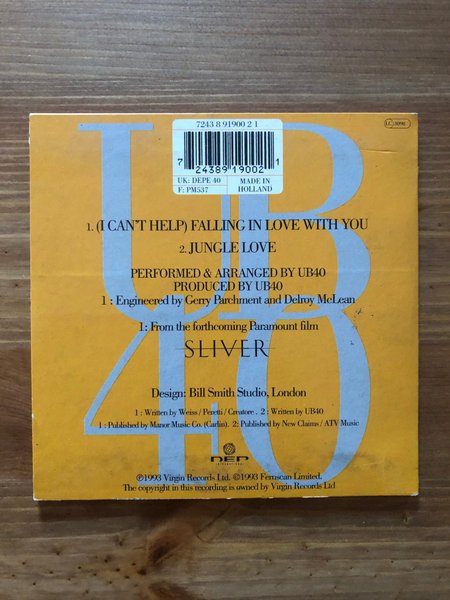 7243 8 91900 2 1
LC 3098
7 24389 19002 1
UK: DEPE 40
F: PM537
MADE IN
HOLLAND
UB
40
1. (I CAN'T HELP) FALLING IN LOVE WITH YOU
2. JUNGLE LOVE
PERFORMED & ARRANGED BY UB40
PRODUCED BY UB40
1 : Engineered by Gerry Parchment and Delroy McLean
1: From the forthcoming Paramount film
SLIVER
Design: Bill Smith Studio, London
1 : Written by Weiss / Peretti / Creatore . 2 : Written by UB40
1 : Published by Manor Music Co. (Carlin). 2: Published by New Claims / ATV Music
DEP
INTERNATIONAL
℗1993 Virgin Records Ltd. ©1993 Fernscan Limited.
The copyright in this recording is owned by Virgin Records Ltd